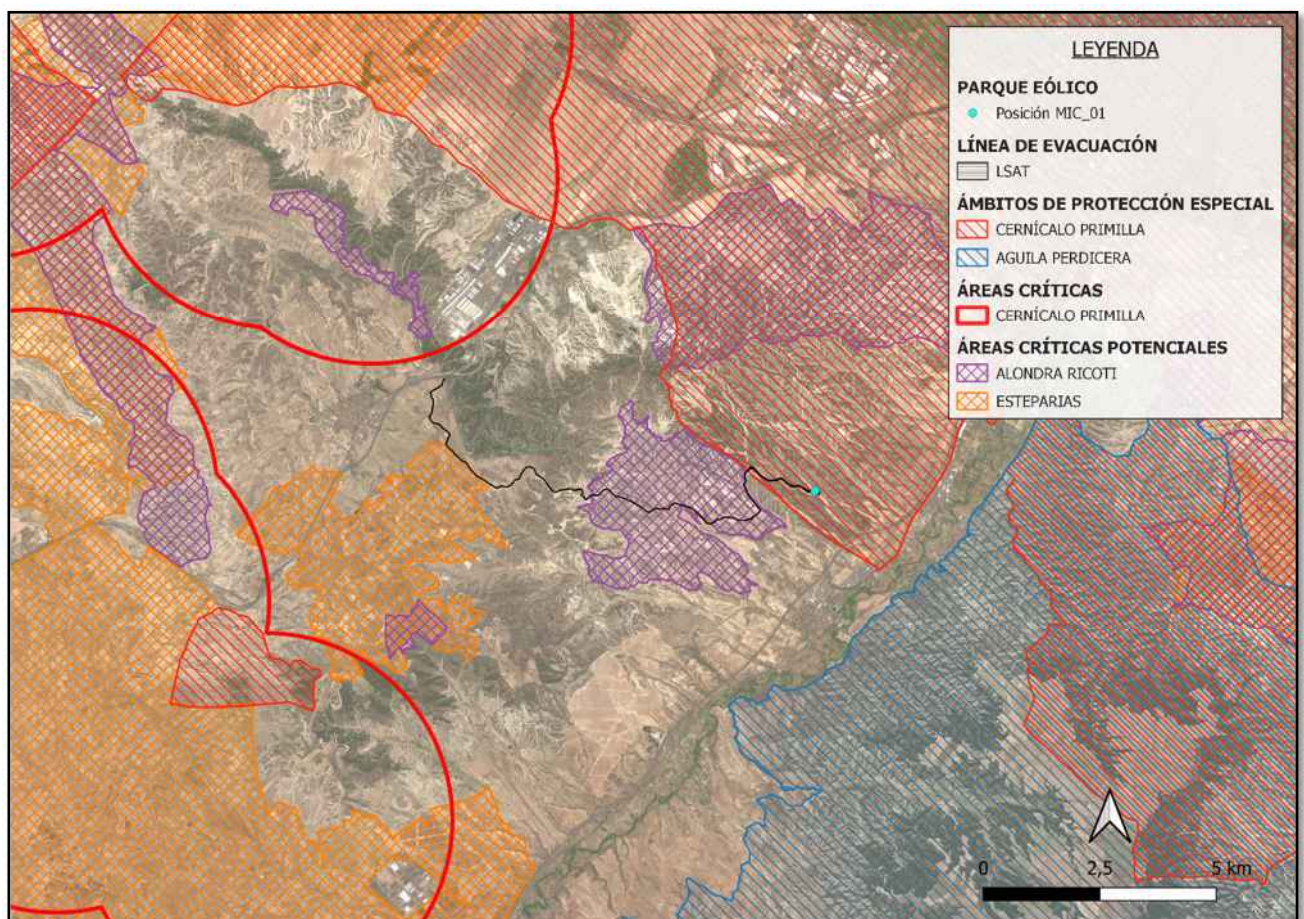 LEYENDA
PARQUE EÓLICO
Posición MIC_01
LÍNEA DE EVACUACIÓN
LSAT
ÁMBITOS DE PROTECCIÓN ESPECIAL
CERNÍCALO PRIMILLA
AGUILA PERDICERA
ÁREAS CRÍTICAS
CERNÍCALO PRIMILLA
ÁREAS CRÍTICAS POTENCIALES
ALONDRA RICOTI
ESTEPARIAS
0 2,5 5 km